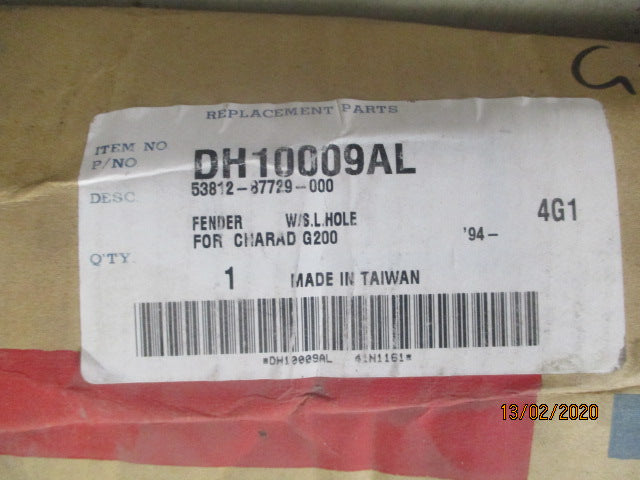 G
REPLACEMENT PARTS
ITEM NO
P/NO
DH10009AL
53812-87729-000
DESC.
FENDER W/S.L.HOLE
4G1
FOR CHARAD G200 '94-
Q'TY.
1 MADE IN TAIWAN
*DH10009AL 41N1161*
13/02/2020